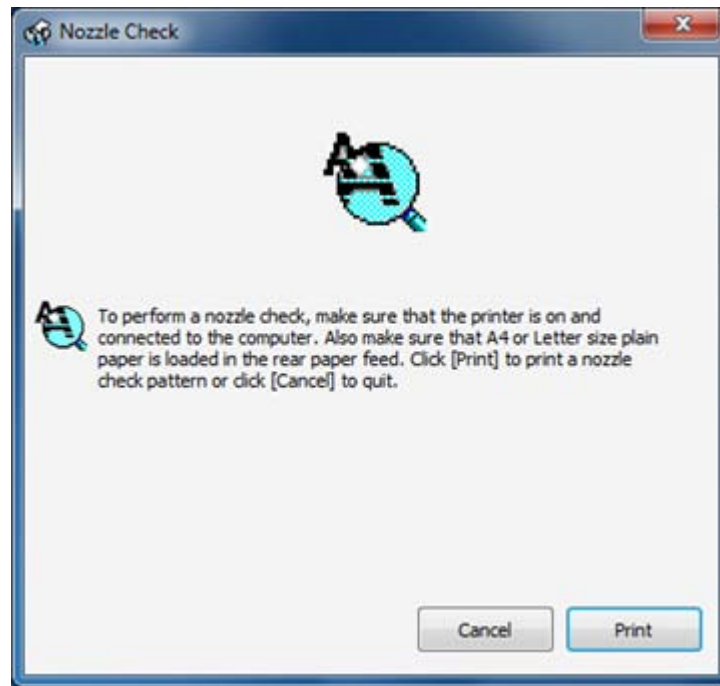 Nozzle Check
To perform a nozzle check, make sure that the printer is on and
connected to the computer. Also make sure that A4 or Letter size plain
paper is loaded in the rear paper feed. Click [Print] to print a nozzle
check pattern or click [Cancel] to quit.
Cancel Print